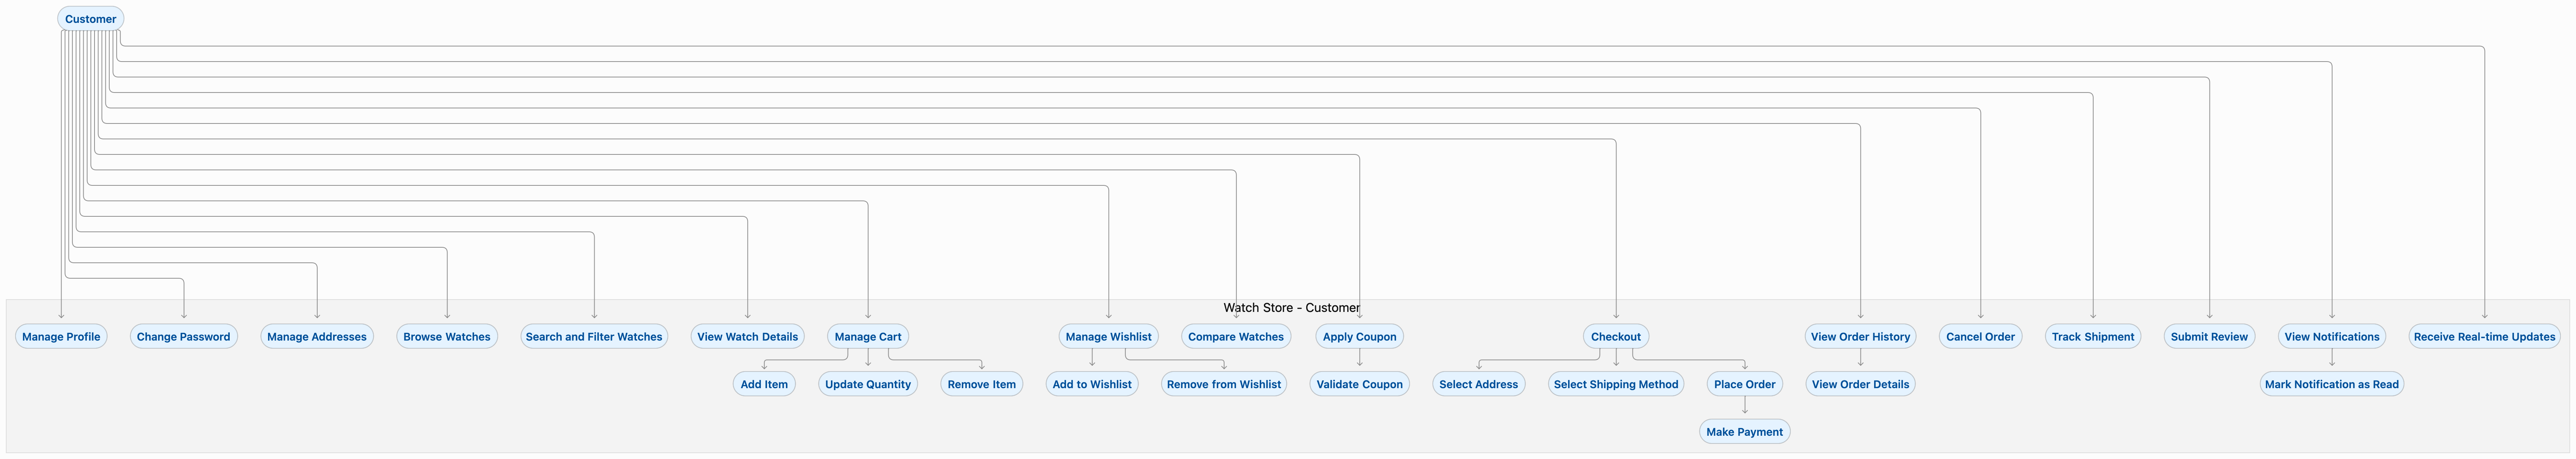 Customer
Watch Store - Customer
Manage Profile
Change Password
Manage Addresses
Browse Watches
Search and Filter Watches
View Watch Details
Manage Cart
Manage Wishlist
Compare Watches
Apply Coupon
Checkout
View Order History
Cancel Order
Track Shipment
Submit Review
View Notifications
Receive Real-time Updates
Add Item
Update Quantity
Remove Item
Add to Wishlist
Remove from Wishlist
Validate Coupon
Select Address
Select Shipping Method
Place Order
View Order Details
Mark Notification as Read
Make Payment